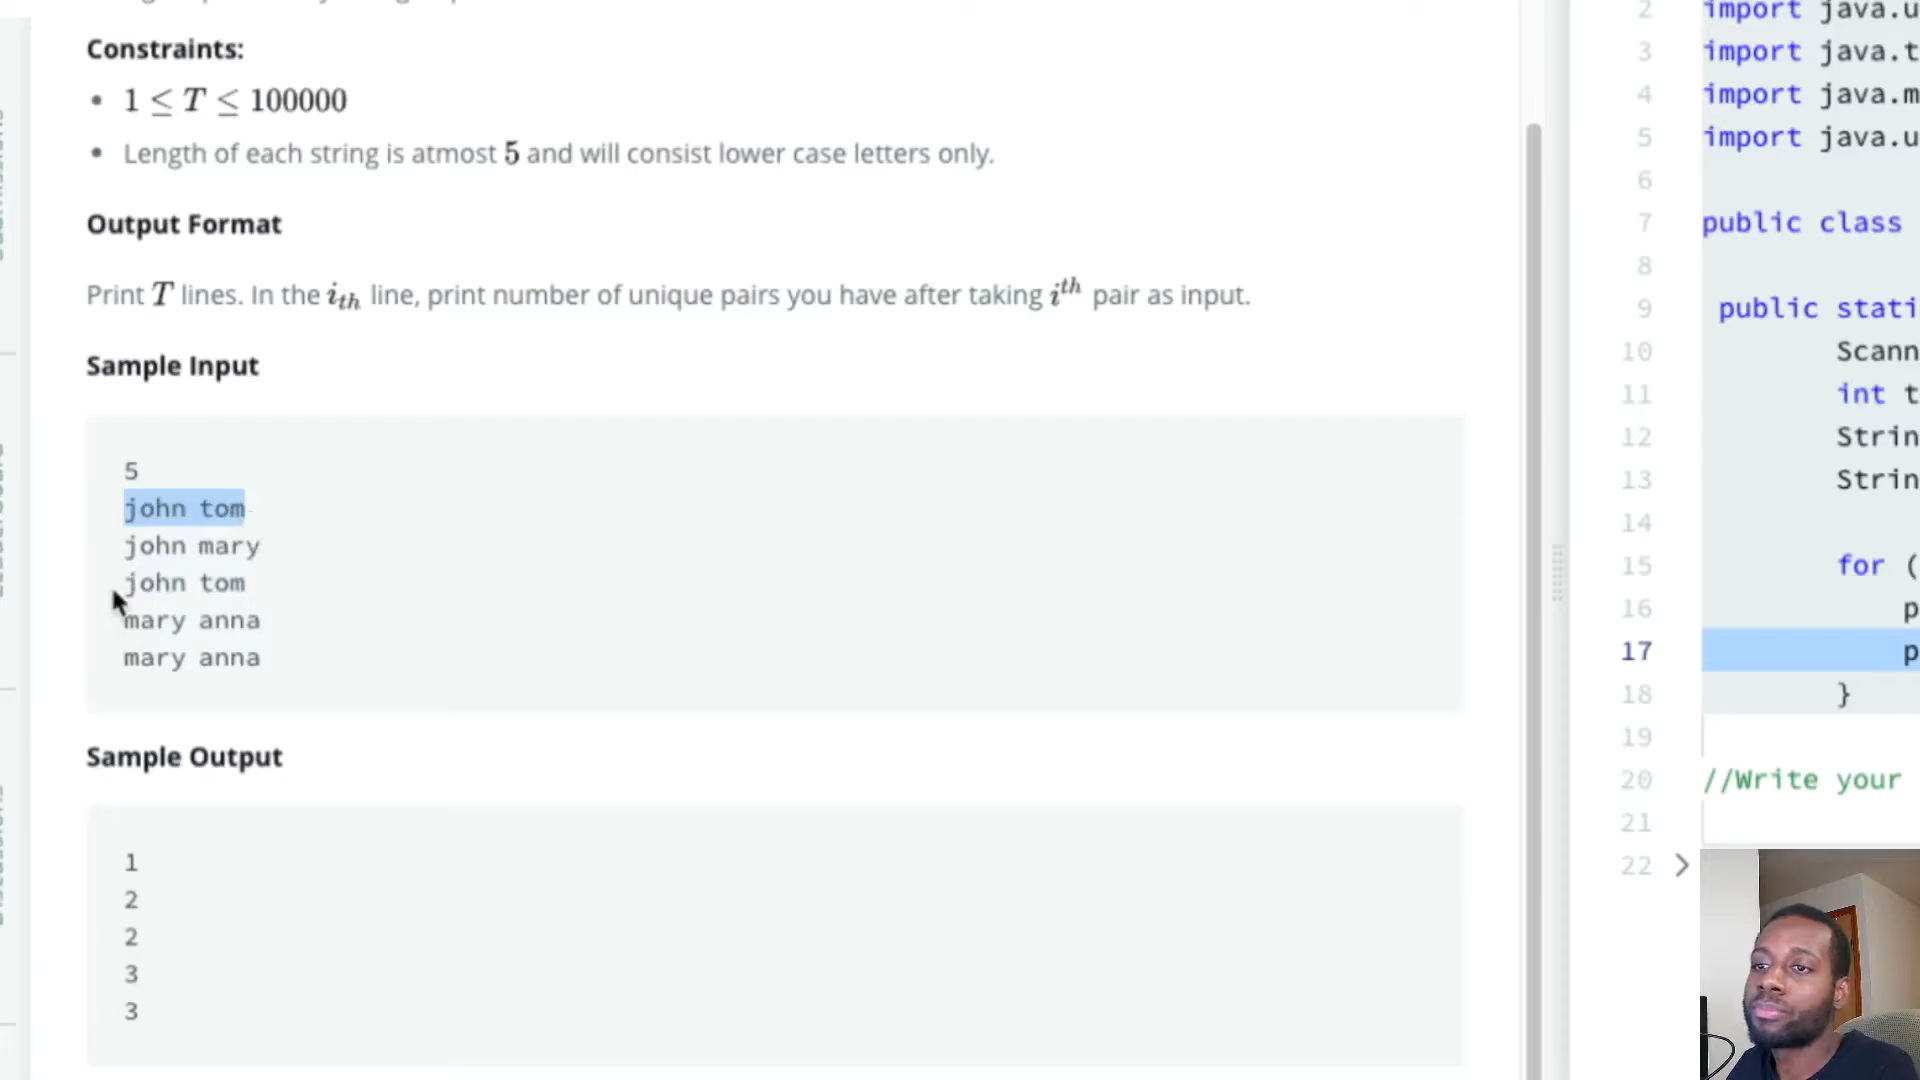 Constraints:
• 1 ≤ T ≤ 100000
• Length of each string is atmost 5 and will consist lower case letters only.
Output Format
Print T lines. In the i_th line, print number of unique pairs you have after taking i^th pair as input.
Sample Input
5
john tom
john mary
john tom
mary anna
mary anna
Sample Output
1
2
2
3
3
2 import java.u
3 import java.t
4 import java.m
5 import java.u
6
7 public class
8
9 public stati
10 Scann
11 int t
12 Strin
13 Strin
14
15 for (
16 p
17 p
18 }
19
20 //Write your
21
22